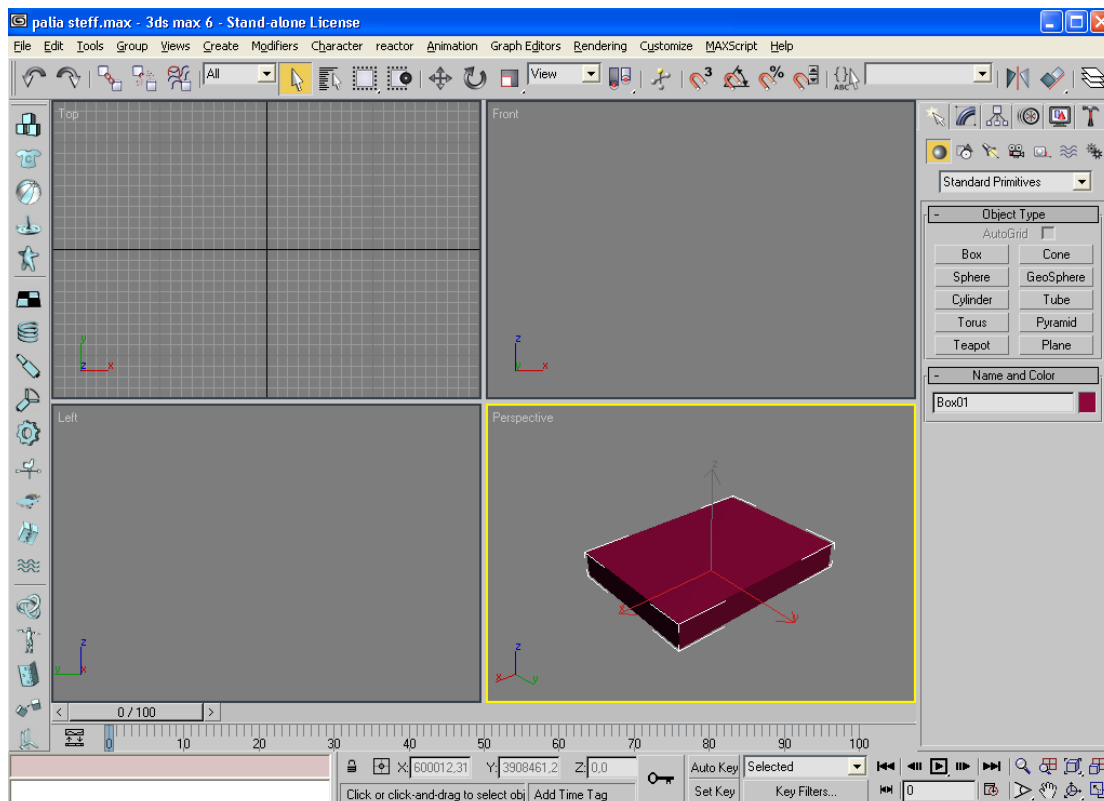 palia steff.max - 3ds max 6 - Stand-alone License
File Edit Tools Group Views Create Modifiers Character reactor Animation Graph Editors Rendering Customize MAXScript Help
All View 3 % {} ABC
Top Front
Standard Primitives
- Object Type
AutoGrid
Box Cone
Sphere GeoSphere
Cylinder Tube
Torus Pyramid
Teapot Plane
- Name and Color
Box01
y z x
z y x
Left Perspective
z
x y
z y x
z x y
< 0 / 100 >
0 10 20 30 40 50 60 70 80 90 100
X: 600012,31 Y: 3908461,2 Z: 0,0 Auto Key Selected
Click or click-and-drag to select obj Add Time Tag Set Key Key Filters... 0